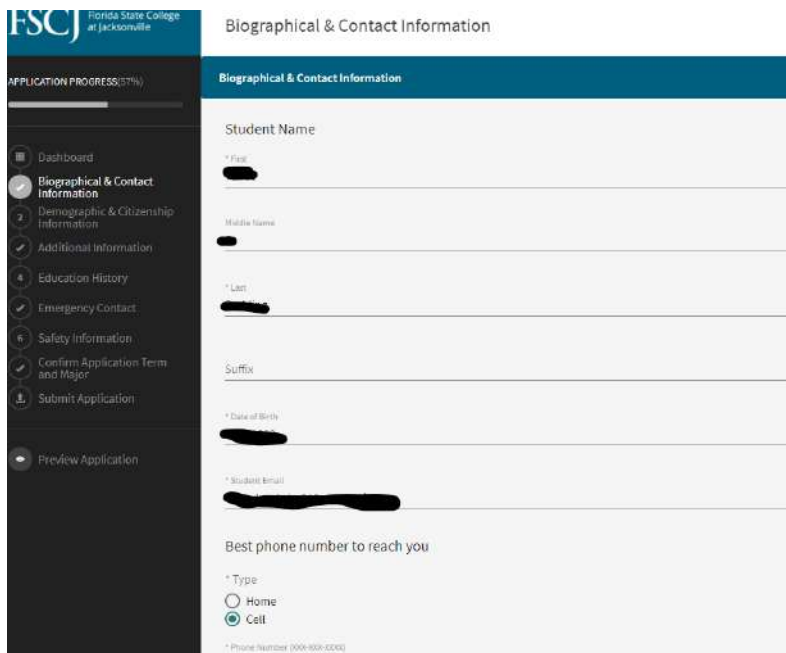 FSCJ
Florida State College
at Jacksonville
Biographical & Contact Information
APPLICATION PROGRESS(57%)
Biographical & Contact Information
Student Name
Dashboard
* First
Biographical & Contact
Information
2
Demographic & Citizenship
Information
Middle Name
Additional Information
4
Education History
* Last
Emergency Contact
6
Safety Information
Confirm Application Term
and Major
Suffix
Submit Application
* Date of Birth
Preview Application
* Student Email
Best phone number to reach you
* Type
Home
Cell
* Phone Number (XXX-XXX-XXXX)